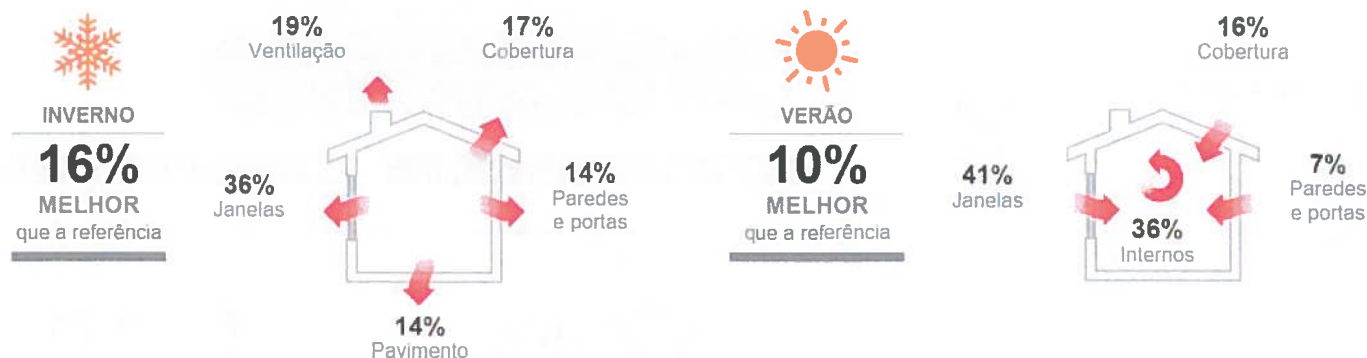 INVERNO
16%
MELHOR
que a referência
19%
Ventilação
17%
Cobertura
36%
Janelas
14%
Paredes
e portas
14%
Pavimento
VERÃO
10%
MELHOR
que a referência
16%
Cobertura
41%
Janelas
36%
Internos
7%
Paredes
e portas